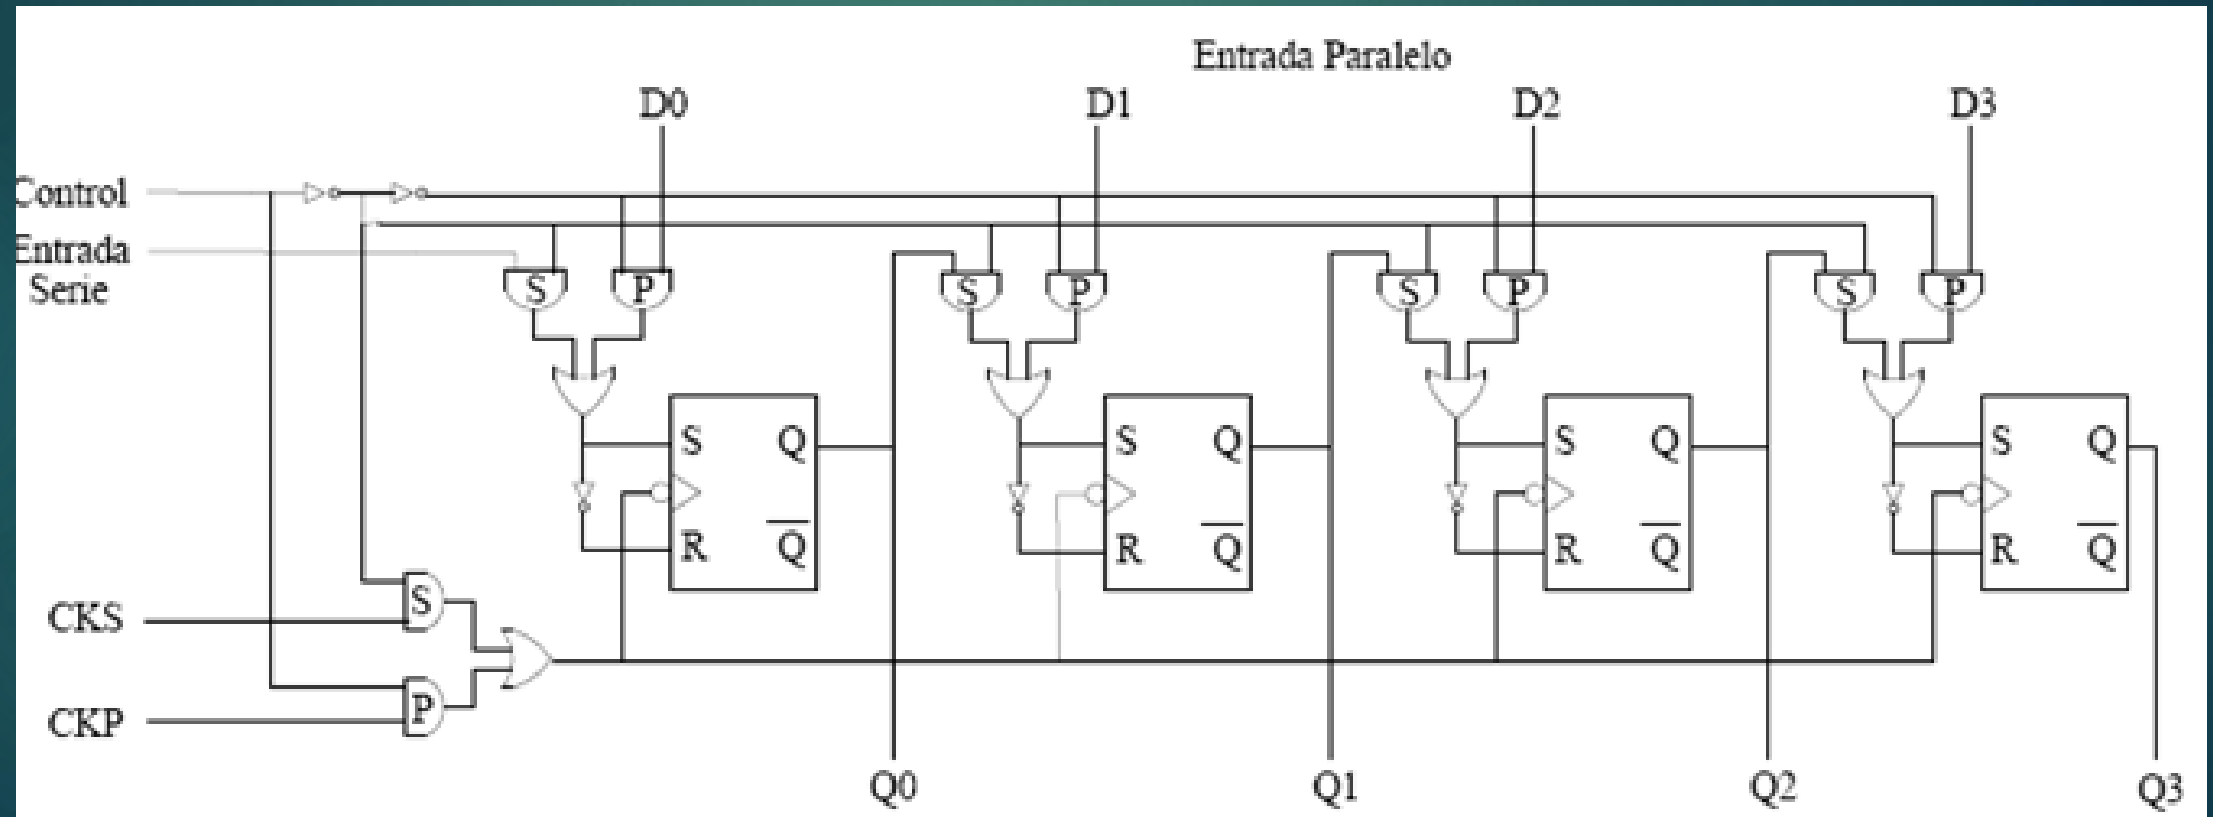 Entrada Paralelo
D0 D1 D2 D3
Control
Entrada
Serie
S P S P S P S P
S Q S Q S Q S Q
R Q R Q R Q R Q
CKS S
CKP P
Q0 Q1 Q2 Q3